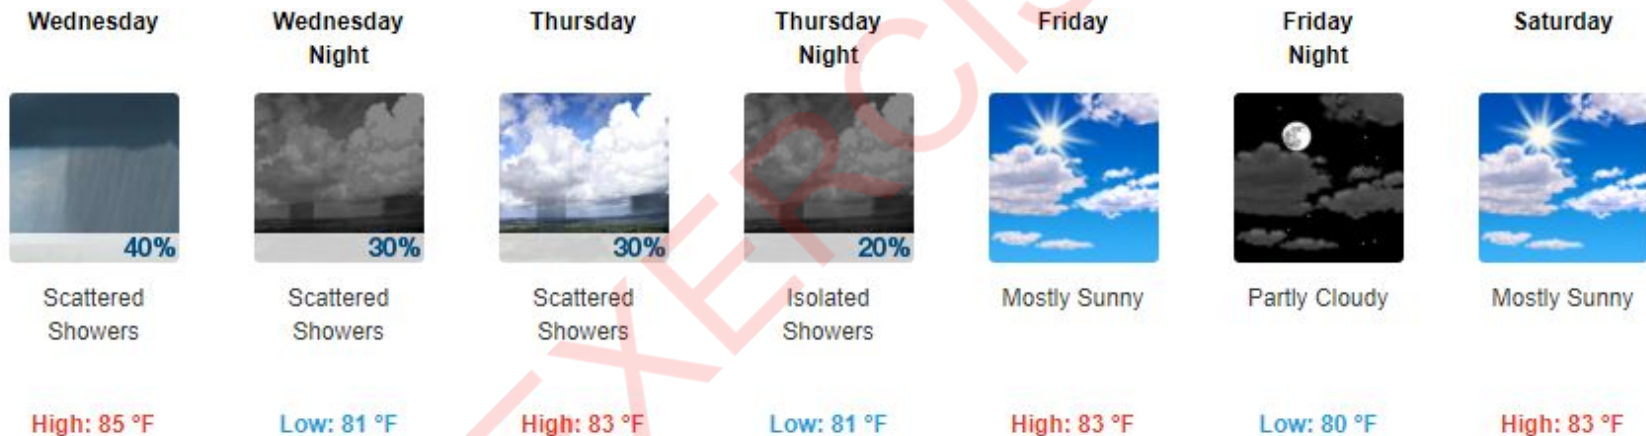 Wednesday
Wednesday
Night
Thursday
Thursday
Night
Friday
Friday
Night
Saturday
40%
30%
30%
20%
Scattered
Showers
Scattered
Showers
Scattered
Showers
Isolated
Showers
Mostly Sunny
Partly Cloudy
Mostly Sunny
High: 85 °F
Low: 81 °F
High: 83 °F
Low: 81 °F
High: 83 °F
Low: 80 °F
High: 83 °F
EXERCIS